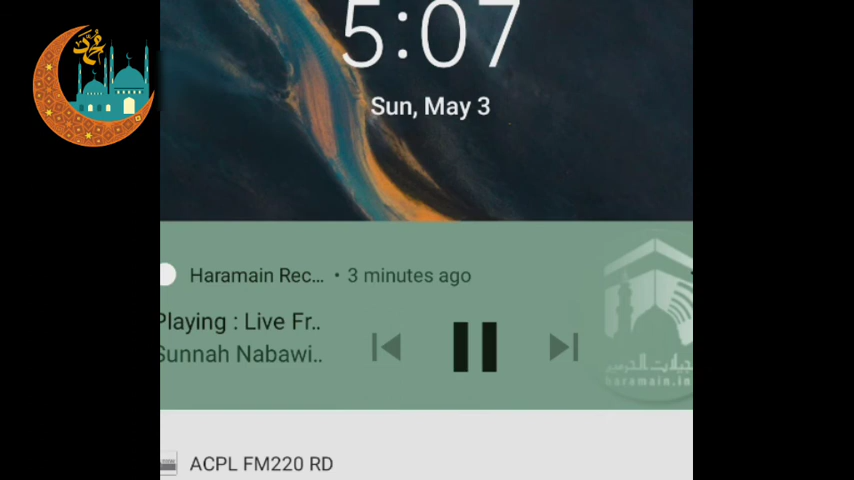 محمد
5:07
Sun, May 3
Haramain Rec... • 3 minutes ago
Playing : Live Fr..
Sunnah Nabawi..
haramain.in
ACPL FM220 RD